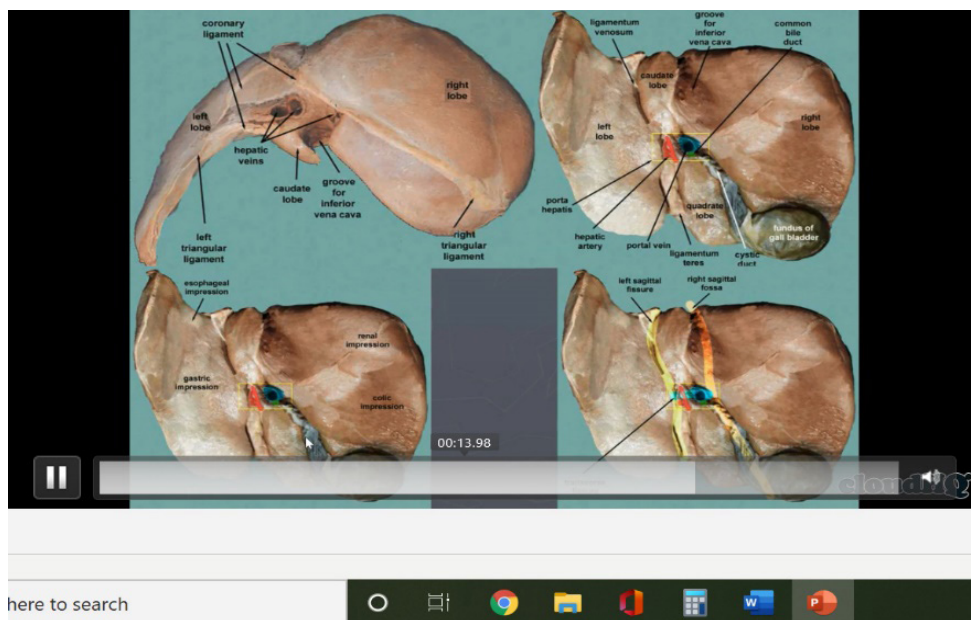 coronary
ligament
right
lobe
left
lobe
hepatic
veins
caudate
lobe
groove
for
inferior
vena cava
left
triangular
ligament
right
triangular
ligament
ligamentum
venosum
groove
for
inferior
vena cava
common
bile
duct
caudate
lobe
left
lobe
right
lobe
porta
hepatis
quadrate
lobe
hepatic
artery
portal vein
ligamentum
teres
cystic
duct
fundus of
gall bladder
esophageal
impression
renal
impression
gastric
impression
colic
impression
left sagittal
fissure
right sagittal
fossa
00:13.98
here to search
W
P